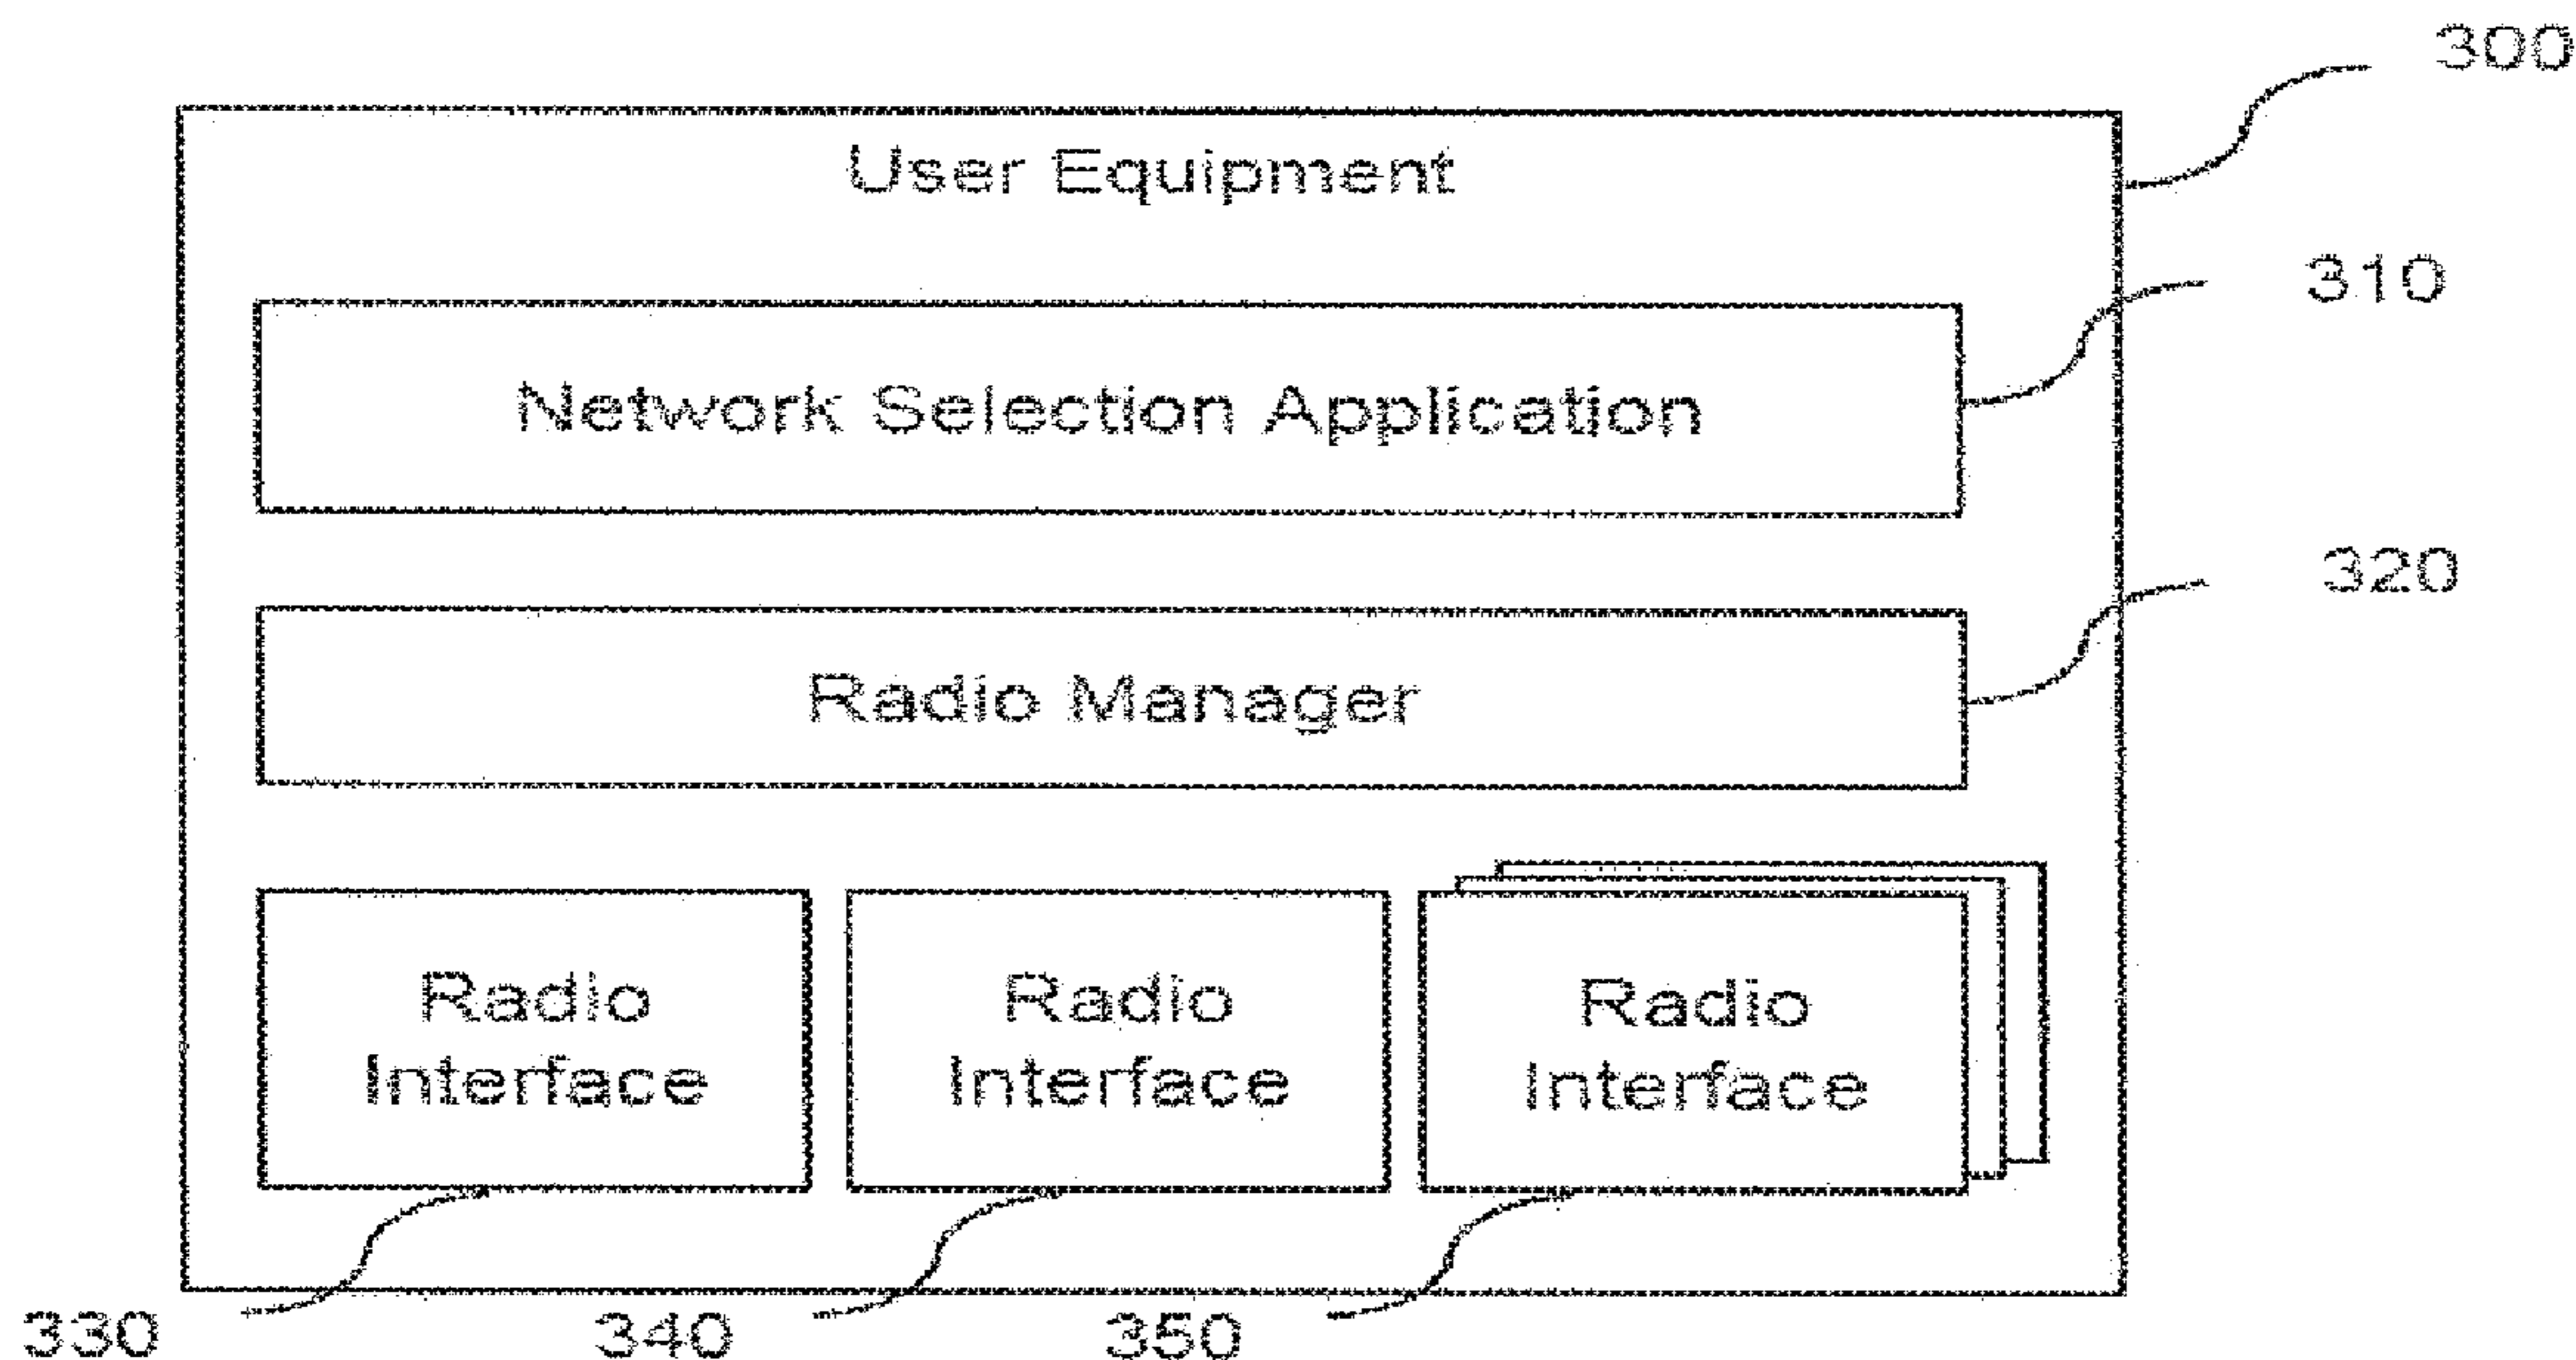 300
User Equipment
310
Network Selection Application
320
Radio Manager
Radio
Interface
Radio
Interface
Radio
Interface
330
340
350